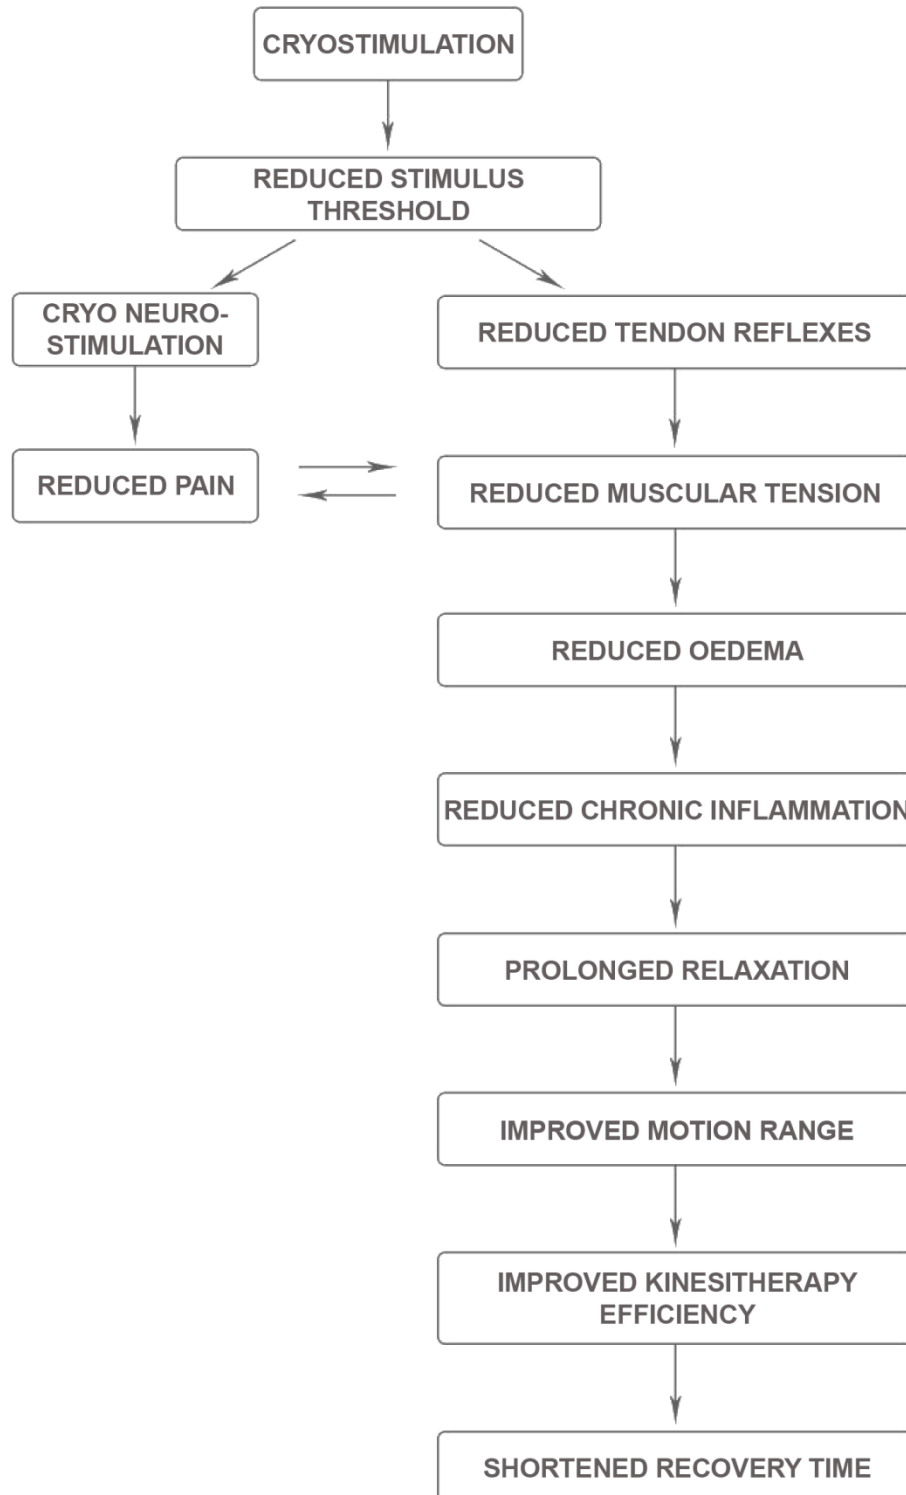 CRYOSTIMULATION
REDUCED STIMULUS
THRESHOLD
CRYO NEURO-
STIMULATION
REDUCED TENDON REFLEXES
REDUCED PAIN
REDUCED MUSCULAR TENSION
REDUCED OEDEMA
REDUCED CHRONIC INFLAMMATION
PROLONGED RELAXATION
IMPROVED MOTION RANGE
IMPROVED KINESITHERAPY
EFFICIENCY
SHORTENED RECOVERY TIME